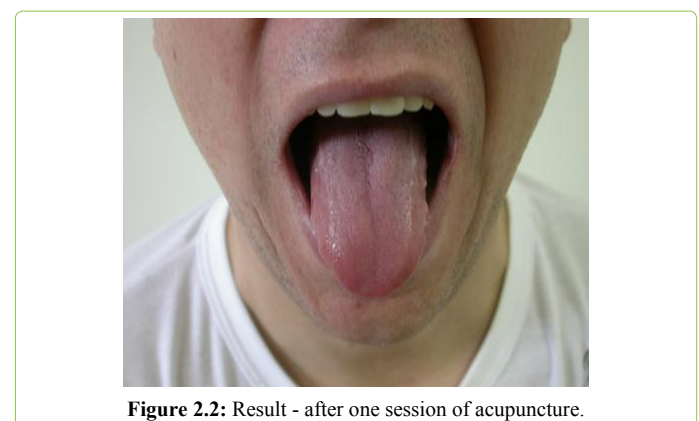 Figure 2.2: Result - after one session of acupuncture.